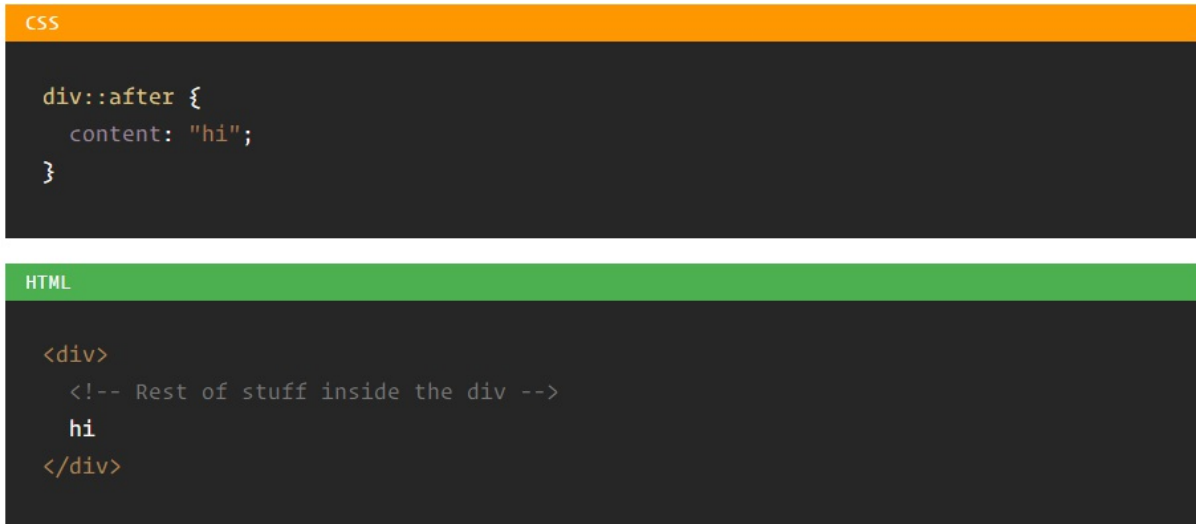 CSS
div::after {
  content: "hi";
}
HTML
<div>
  <!-- Rest of stuff inside the div -->
  hi
</div>